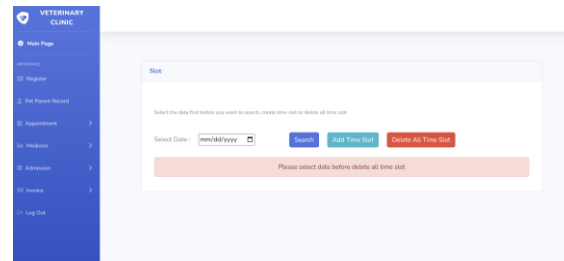 VETERINARY
CLINIC
Main Page
INTERFACE
Register
Pet Parent Record
Appointment
Medicine
Admission
Invoice
Log Out
Slot
Select the data first before you want to search, create time slot or delete all time slot
Select Date : mm/dd/yyyy Search Add Time Slot Delete All Time Slot
Please select date before delete all time slot